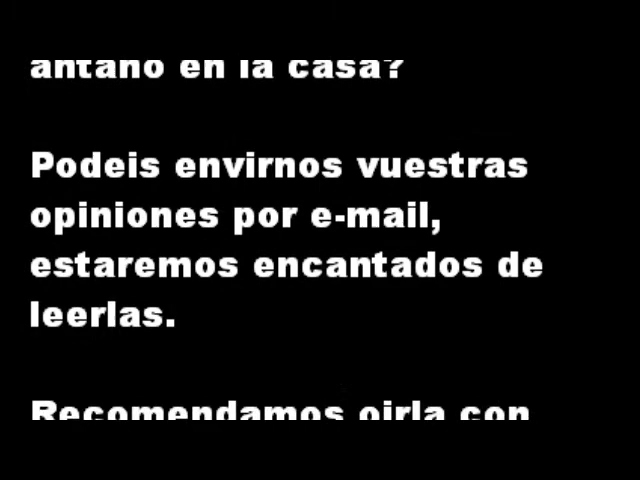 antaño en la casa?
Podeis envirnos vuestras
opiniones por e-mail,
estaremos encantados de
leerlas.
Recomendamos oirla con